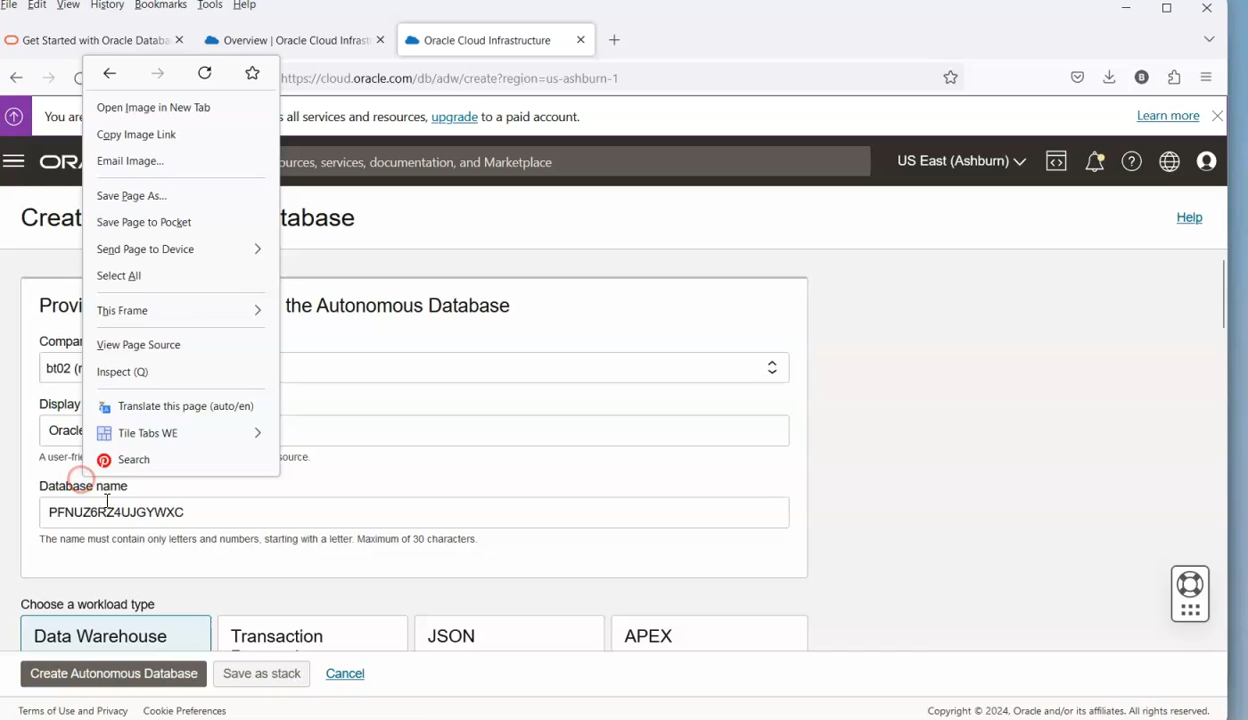 File Edit View History Bookmarks Tools Help
Get Started with Oracle Databa
Overview | Oracle Cloud Infrast
Oracle Cloud Infrastructure
https://cloud.oracle.com/db/adw/create?region=us-ashburn-1
You are
s all services and resources, upgrade to a paid account.
Learn more
ORA
ources, services, documentation, and Marketplace
US East (Ashburn)
Creat
tabase
Help
Open Image in New Tab
Copy Image Link
Email Image...
Save Page As...
Save Page to Pocket
Send Page to Device
Select All
This Frame
View Page Source
Inspect (Q)
Translate this page (auto/en)
Tile Tabs WE
Search
Provi
the Autonomous Database
Compar
bt02 (r
Display
Oracle
A user-frie
source.
Database name
PFNUZ6RZ4UJGYWXC
The name must contain only letters and numbers, starting with a letter. Maximum of 30 characters.
Choose a workload type
Data Warehouse
Transaction
JSON
APEX
Create Autonomous Database
Save as stack
Cancel
Terms of Use and Privacy
Cookie Preferences
Copyright © 2024, Oracle and/or its affiliates. All rights reserved.